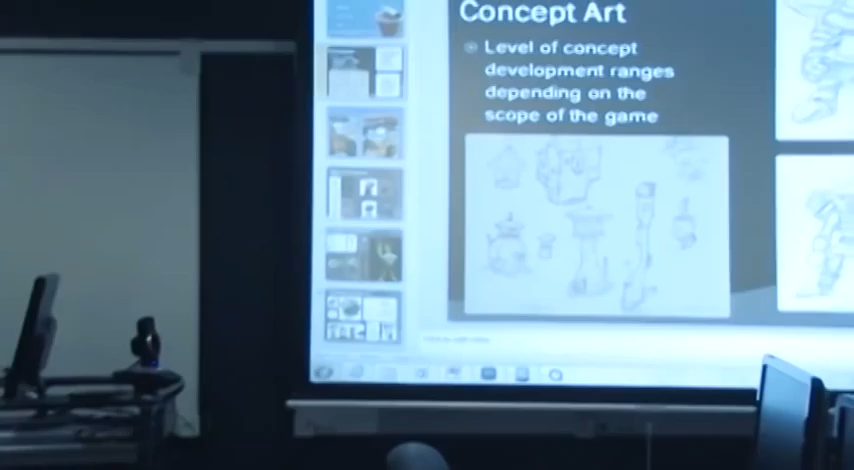 Concept Art
Level of concept
development ranges
depending on the
scope of the game